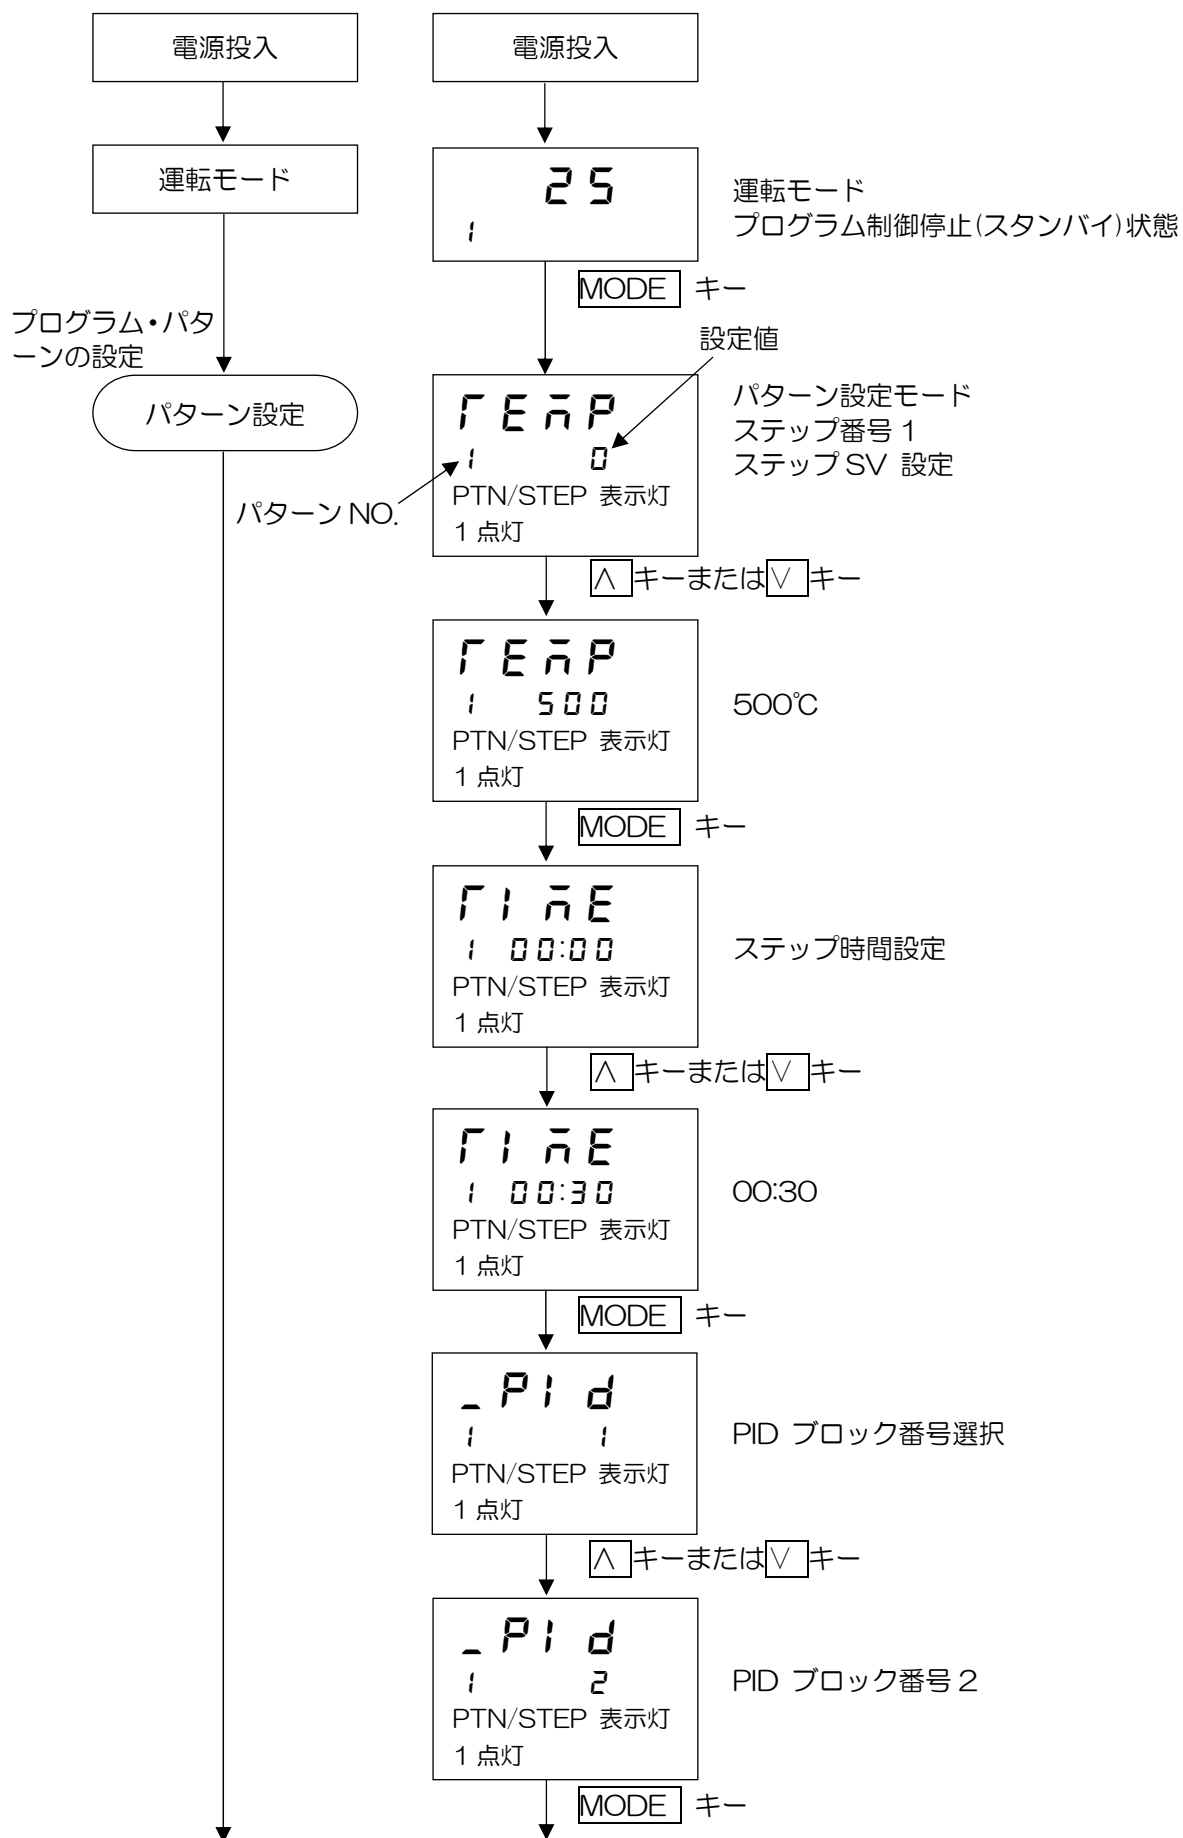 電源投入
電源投入
運転モード
25
1
運転モード
プログラム制御停止(スタンバイ)状態
MODE キー
プログラム・パタ
ーンの設定
設定値
パターン設定
TEMP
1 0
PTN/STEP 表示灯
1 点灯
パターン設定モード
ステップ番号 1
ステップ SV 設定
パターン NO.
∧ キーまたは ∨ キー
TEMP
1 500
PTN/STEP 表示灯
1 点灯
500℃
MODE キー
TIME
1 00:00
PTN/STEP 表示灯
1 点灯
ステップ時間設定
∧ キーまたは ∨ キー
TIME
1 00:30
PTN/STEP 表示灯
1 点灯
00:30
MODE キー
_PId
1 1
PTN/STEP 表示灯
1 点灯
PID ブロック番号選択
∧ キーまたは ∨ キー
_PId
1 2
PTN/STEP 表示灯
1 点灯
PID ブロック番号 2
MODE キー